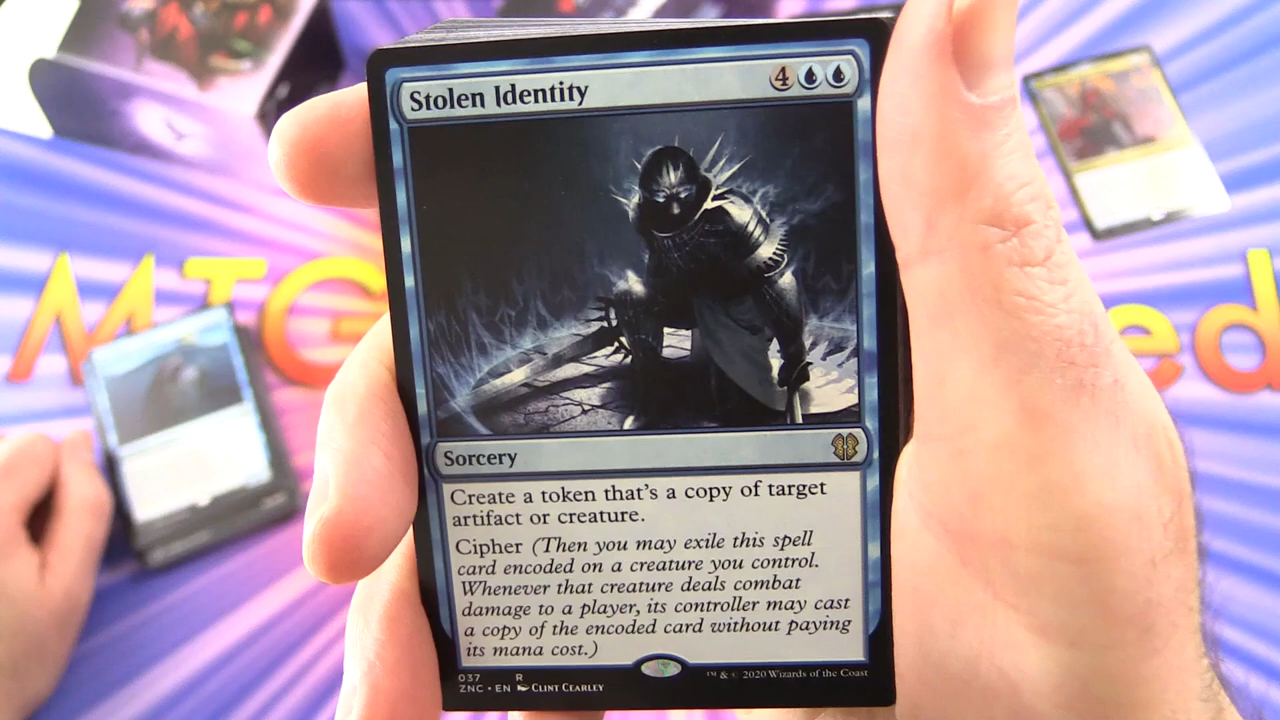 Stolen Identity 4
Sorcery
Create a token that's a copy of target
artifact or creature.
Cipher (Then you may exile this spell
card encoded on a creature you control.
Whenever that creature deals combat
damage to a player, its controller may cast
a copy of the encoded card without paying
its mana cost.)
037 R
ZNC • EN CLINT CEARLEY
™ & © 2020 Wizards of the Coast
MTG
ed